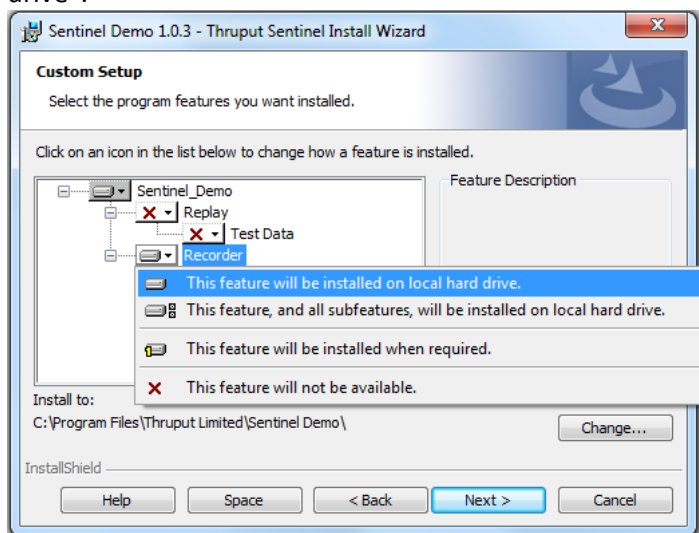 drive".
Sentinel Demo 1.0.3 - Thruput Sentinel Install Wizard
Custom Setup
Select the program features you want installed.
Click on an icon in the list below to change how a feature is installed.
Sentinel_Demo
Replay
Test Data
Recorder
Feature Description
This feature will be installed on local hard drive.
This feature, and all subfeatures, will be installed on local hard drive.
This feature will be installed when required.
This feature will not be available.
Install to:
C:\Program Files\Thruput Limited\Sentinel Demo\
Change...
InstallShield
Help Space < Back Next > Cancel